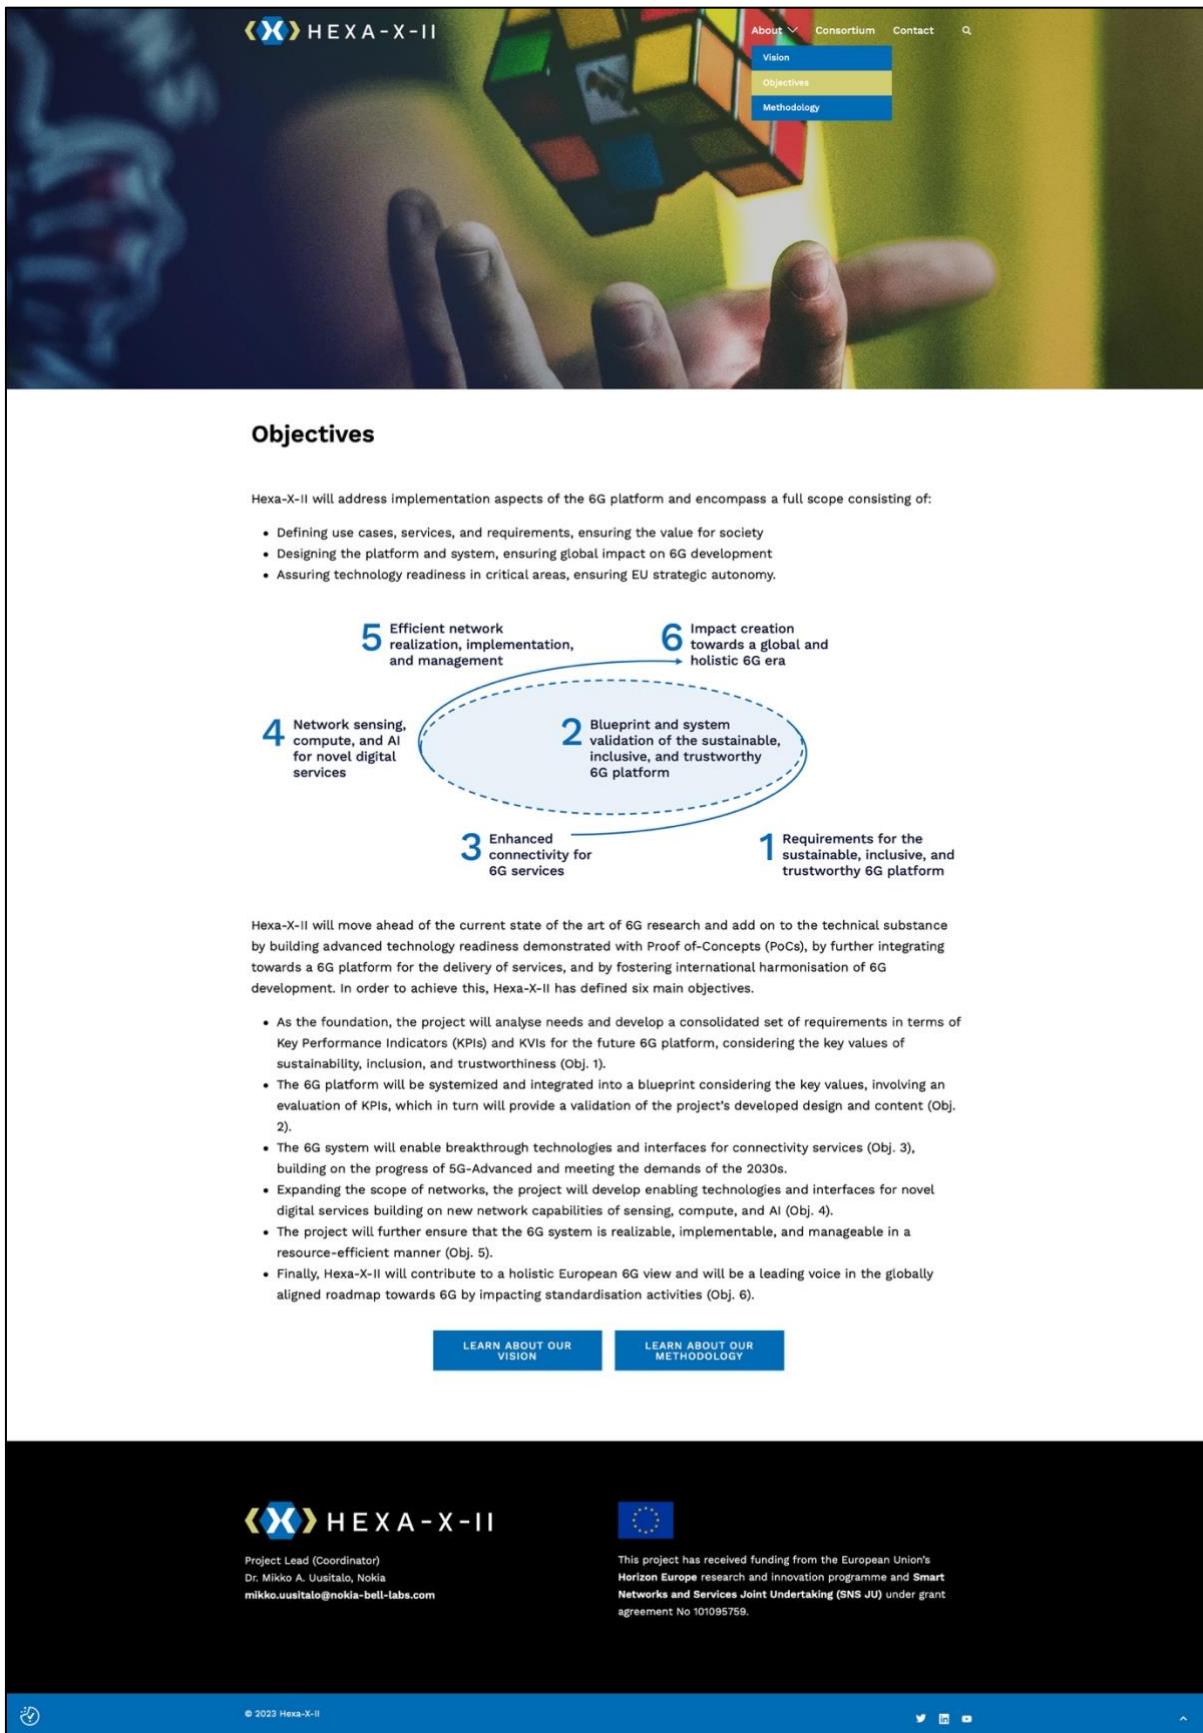 HEXA-X-II
About Consortium Contact
Vision
Objectives
Methodology
Objectives
Hexa-X-II will address implementation aspects of the 6G platform and encompass a full scope consisting of:
• Defining use cases, services, and requirements, ensuring the value for society
• Designing the platform and system, ensuring global impact on 6G development
• Assuring technology readiness in critical areas, ensuring EU strategic autonomy.
5 Efficient network
realization, implementation,
and management
6 Impact creation
towards a global and
holistic 6G era
4 Network sensing,
compute, and AI
for novel digital
services
2 Blueprint and system
validation of the sustainable,
inclusive, and trustworthy
6G platform
3 Enhanced
connectivity for
6G services
1 Requirements for the
sustainable, inclusive, and
trustworthy 6G platform
Hexa-X-II will move ahead of the current state of the art of 6G research and add on to the technical substance
by building advanced technology readiness demonstrated with Proof of-Concepts (PoCs), by further integrating
towards a 6G platform for the delivery of services, and by fostering international harmonisation of 6G
development. In order to achieve this, Hexa-X-II has defined six main objectives.
• As the foundation, the project will analyse needs and develop a consolidated set of requirements in terms of
Key Performance Indicators (KPIs) and KVIs for the future 6G platform, considering the key values of
sustainability, inclusion, and trustworthiness (Obj. 1).
• The 6G platform will be systemized and integrated into a blueprint considering the key values, involving an
evaluation of KPIs, which in turn will provide a validation of the project's developed design and content (Obj.
2).
• The 6G system will enable breakthrough technologies and interfaces for connectivity services (Obj. 3),
building on the progress of 5G-Advanced and meeting the demands of the 2030s.
• Expanding the scope of networks, the project will develop enabling technologies and interfaces for novel
digital services building on new network capabilities of sensing, compute, and AI (Obj. 4).
• The project will further ensure that the 6G system is realizable, implementable, and manageable in a
resource-efficient manner (Obj. 5).
• Finally, Hexa-X-II will contribute to a holistic European 6G view and will be a leading voice in the globally
aligned roadmap towards 6G by impacting standardisation activities (Obj. 6).
LEARN ABOUT OUR
VISION
LEARN ABOUT OUR
METHODOLOGY
HEXA-X-II
Project Lead (Coordinator)
Dr. Mikko A. Uusitalo, Nokia
mikko.uusitalo@nokia-bell-labs.com
This project has received funding from the European Union's
Horizon Europe research and innovation programme and Smart
Networks and Services Joint Undertaking (SNS JU) under grant
agreement No 101095759.
© 2023 Hexa-X-II